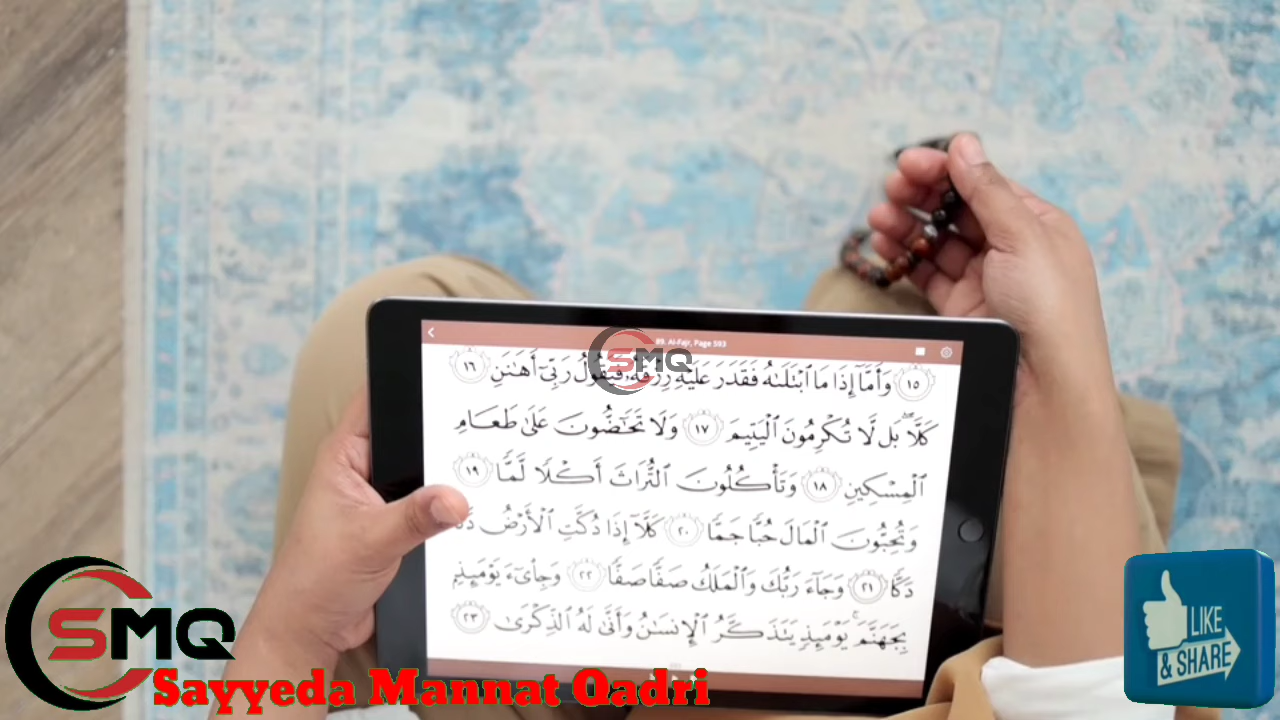 89. Al-Fajr, Page 593
SMQ
١٥ وَأَمَّآ إِذَا مَا ٱبْتَلَىٰهُ فَقَدَرَ عَلَيْهِ رِزْقَهُۥ فَيَقُولُ رَبِّىٓ أَهَـٰنَنِ ١٦
كَلَّا ۖ بَل لَّا تُكْرِمُونَ ٱلْيَتِيمَ ١٧ وَلَا تَحَـٰٓضُّونَ عَلَىٰ طَعَامِ
ٱلْمِسْكِينِ ١٨ وَتَأْكُلُونَ ٱلتُّرَاثَ أَكْلًا لَّمًّا ١٩
وَتُحِبُّونَ ٱلْمَالَ حُبًّا جَمًّا ٢٠ كَلَّآ إِذَا دُكَّتِ ٱلْأَرْضُ دَكًّا
دَكًّا ٢١ وَجَآءَ رَبُّكَ وَٱلْمَلَكُ صَفًّا صَفًّا ٢٢ وَجِا۟ىٓءَ يَوْمَئِذٍۭ
بِجَهَنَّمَ ۚ يَوْمَئِذٍ يَتَذَكَّرُ ٱلْإِنسَـٰنُ وَأَنَّىٰ لَهُ ٱلذِّكْرَىٰ ٢٣
SMQ
Sayyeda Mannat Qadri
LIKE
& SHARE